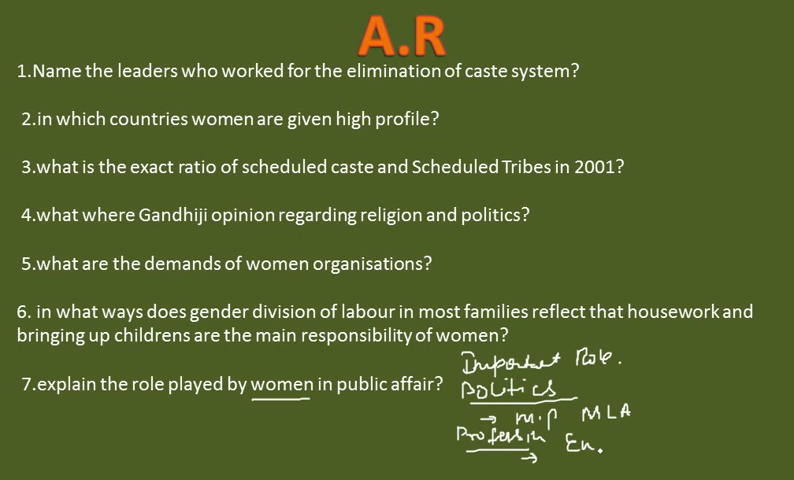 A.R
1.Name the leaders who worked for the elimination of caste system?
2.in which countries women are given high profile?
3.what is the exact ratio of scheduled caste and Scheduled Tribes in 2001?
4.what where Gandhiji opinion regarding religion and politics?
5.what are the demands of women organisations?
6. in what ways does gender division of labour in most families reflect that housework and
bringing up childrens are the main responsibility of women?
7.explain the role played by women in public affair?
Important Role.
Politics
→ M.P MLA
→ En.